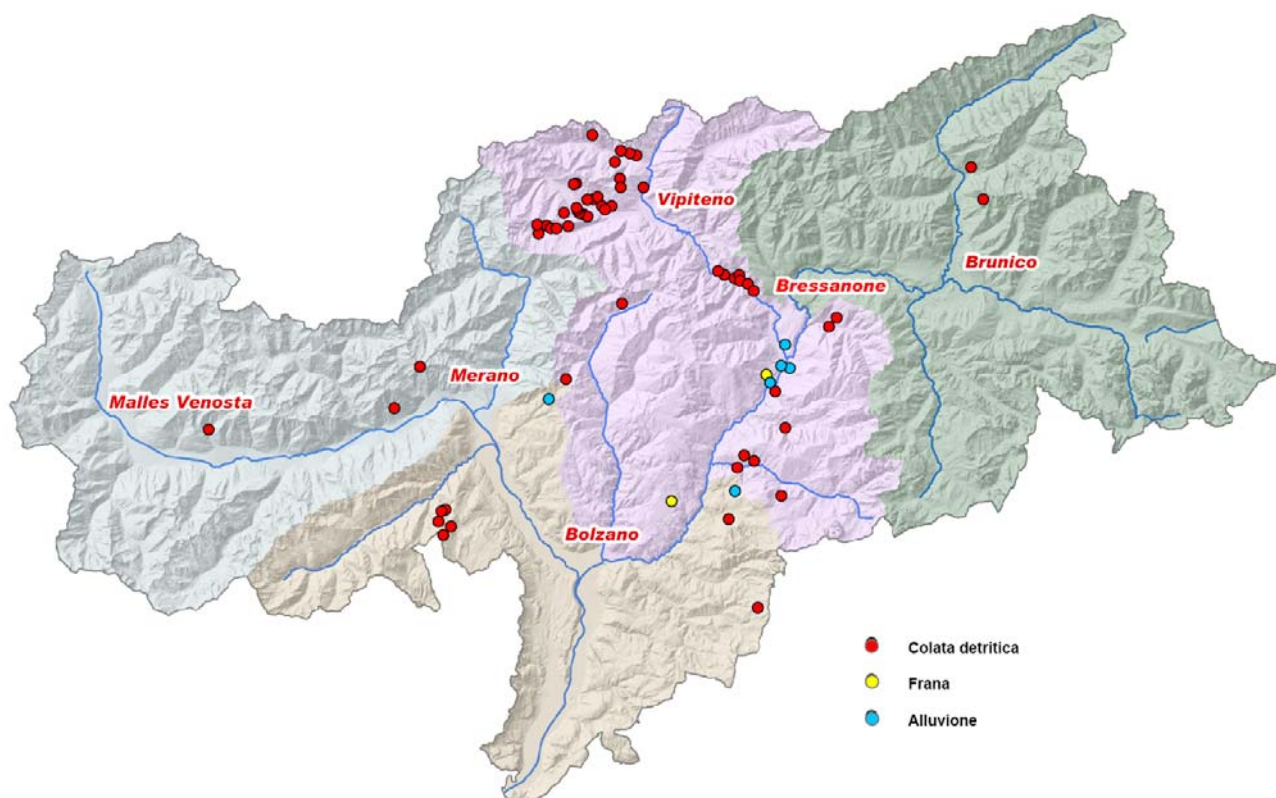 Vipiteno
Brunico
Bressanone
Merano
Malles Venosta
Bolzano
Colata detritica
Frana
Alluvione